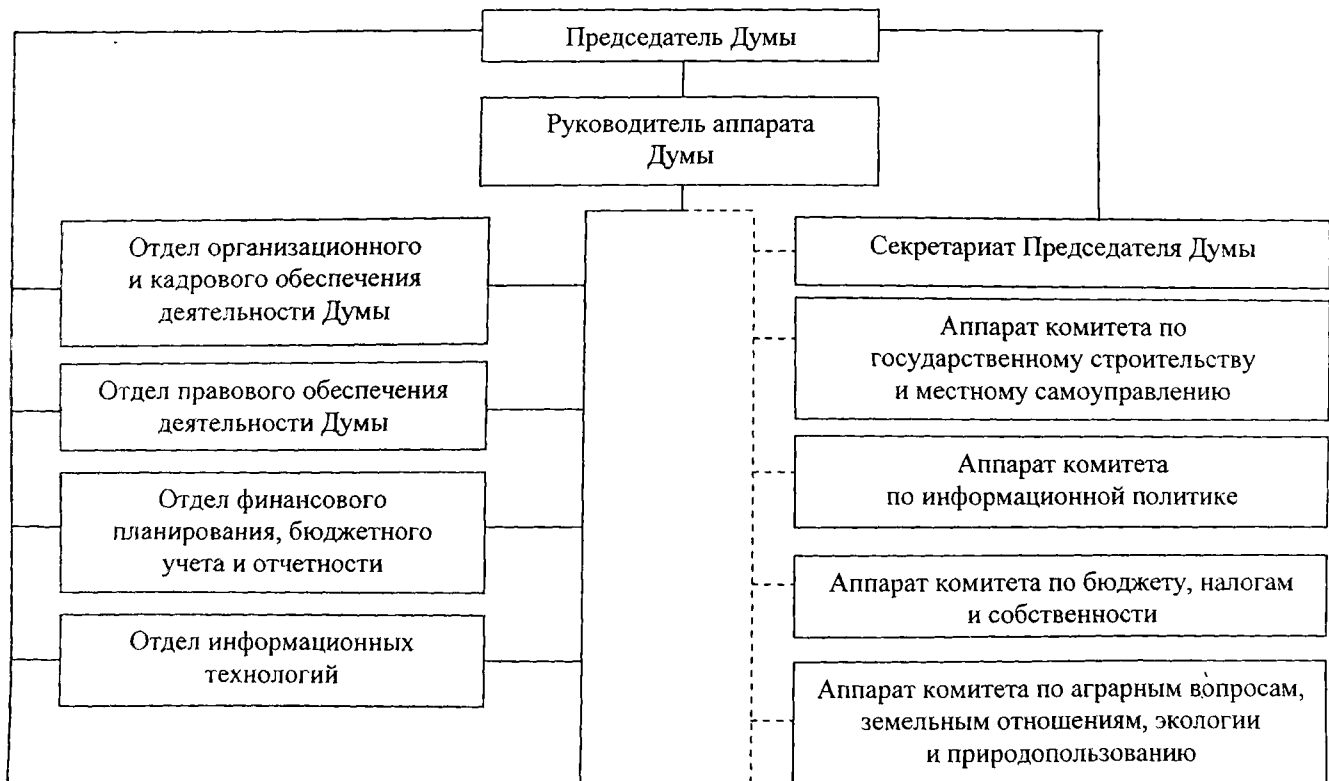 Председатель Думы
Руководитель аппарата
Думы
Отдел организационного
и кадрового обеспечения
деятельности Думы
Отдел правового обеспечения
деятельности Думы
Отдел финансового
планирования, бюджетного
учета и отчетности
Отдел информационных
технологий
Секретариат Председателя Думы
Аппарат комитета по
государственному строительству
и местному самоуправлению
Аппарат комитета
по информационной политике
Аппарат комитета по бюджету, налогам
и собственности
Аппарат комитета по аграрным вопросам,
земельным отношениям, экологии
и природопользованию